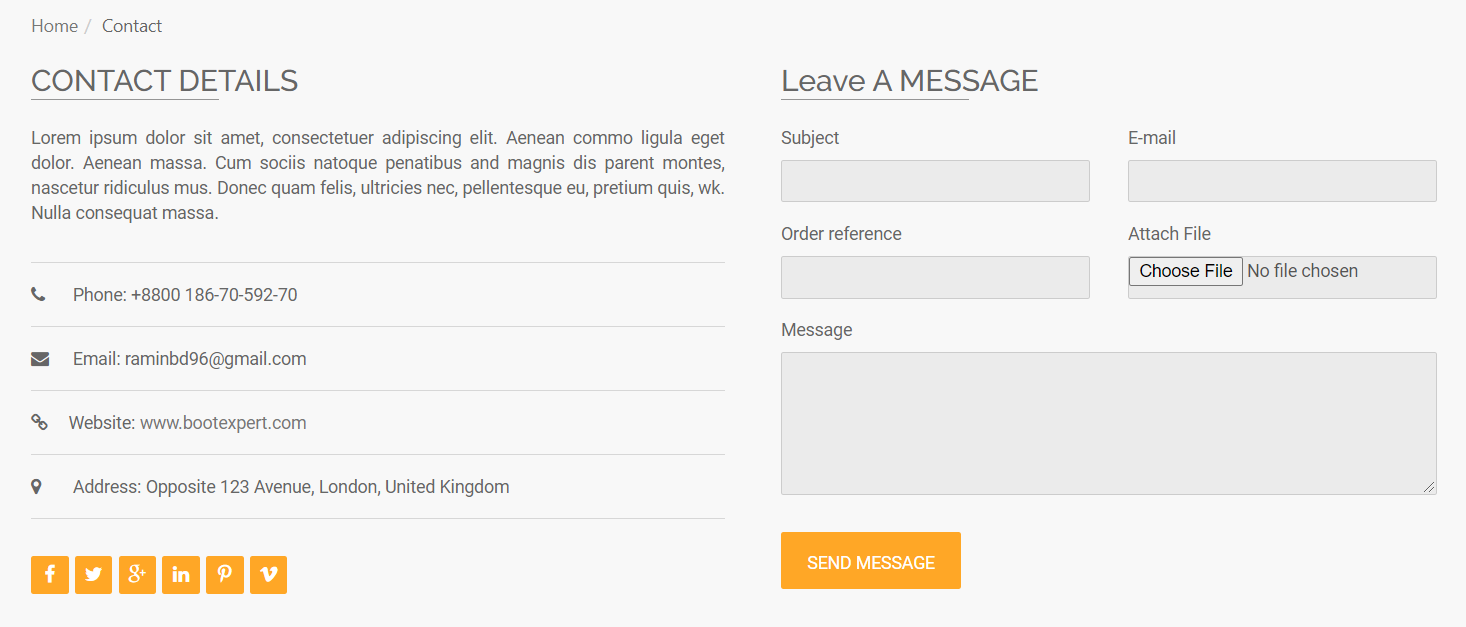 Home / Contact
CONTACT DETAILS
Lorem ipsum dolor sit amet, consectetuer adipiscing elit. Aenean commo ligula eget
dolor. Aenean massa. Cum sociis natoque penatibus and magnis dis parent montes,
nascetur ridiculus mus. Donec quam felis, ultricies nec, pellentesque eu, pretium quis, wk.
Nulla consequat massa.
Phone: +8800 186-70-592-70
Email: raminbd96@gmail.com
Website: www.bootexpert.com
Address: Opposite 123 Avenue, London, United Kingdom
Leave A MESSAGE
Subject
E-mail
Order reference
Attach File
Choose File No file chosen
Message
SEND MESSAGE